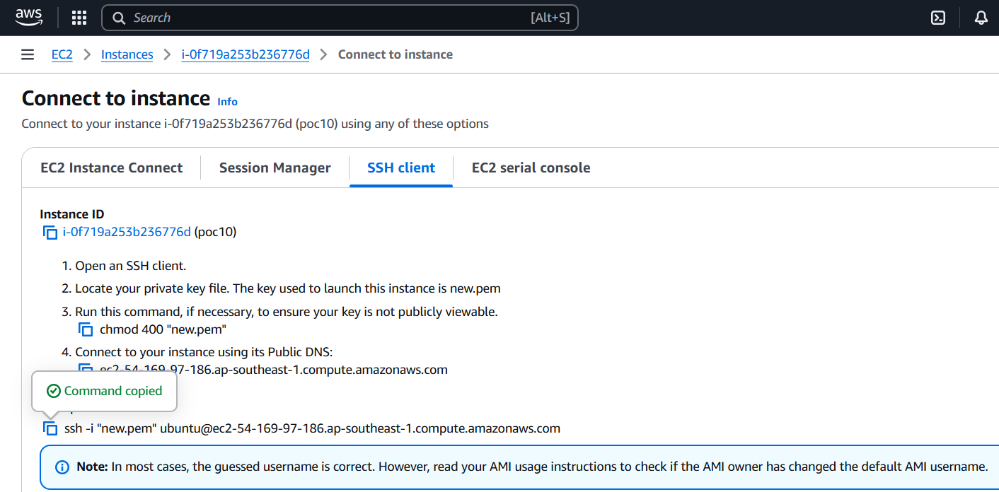 aws
Search [Alt+S]
EC2 Instances i-0f719a253b236776d Connect to instance
Connect to instance Info
Connect to your instance i-0f719a253b236776d (poc10) using any of these options
EC2 Instance Connect Session Manager SSH client EC2 serial console
Instance ID
i-0f719a253b236776d (poc10)
1. Open an SSH client.
2. Locate your private key file. The key used to launch this instance is new.pem
3. Run this command, if necessary, to ensure your key is not publicly viewable.
chmod 400 "new.pem"
4. Connect to your instance using its Public DNS:
ec2-54-169-97-186.ap-southeast-1.compute.amazonaws.com
Command copied
ssh -i "new.pem" ubuntu@ec2-54-169-97-186.ap-southeast-1.compute.amazonaws.com
Note: In most cases, the guessed username is correct. However, read your AMI usage instructions to check if the AMI owner has changed the default AMI username.